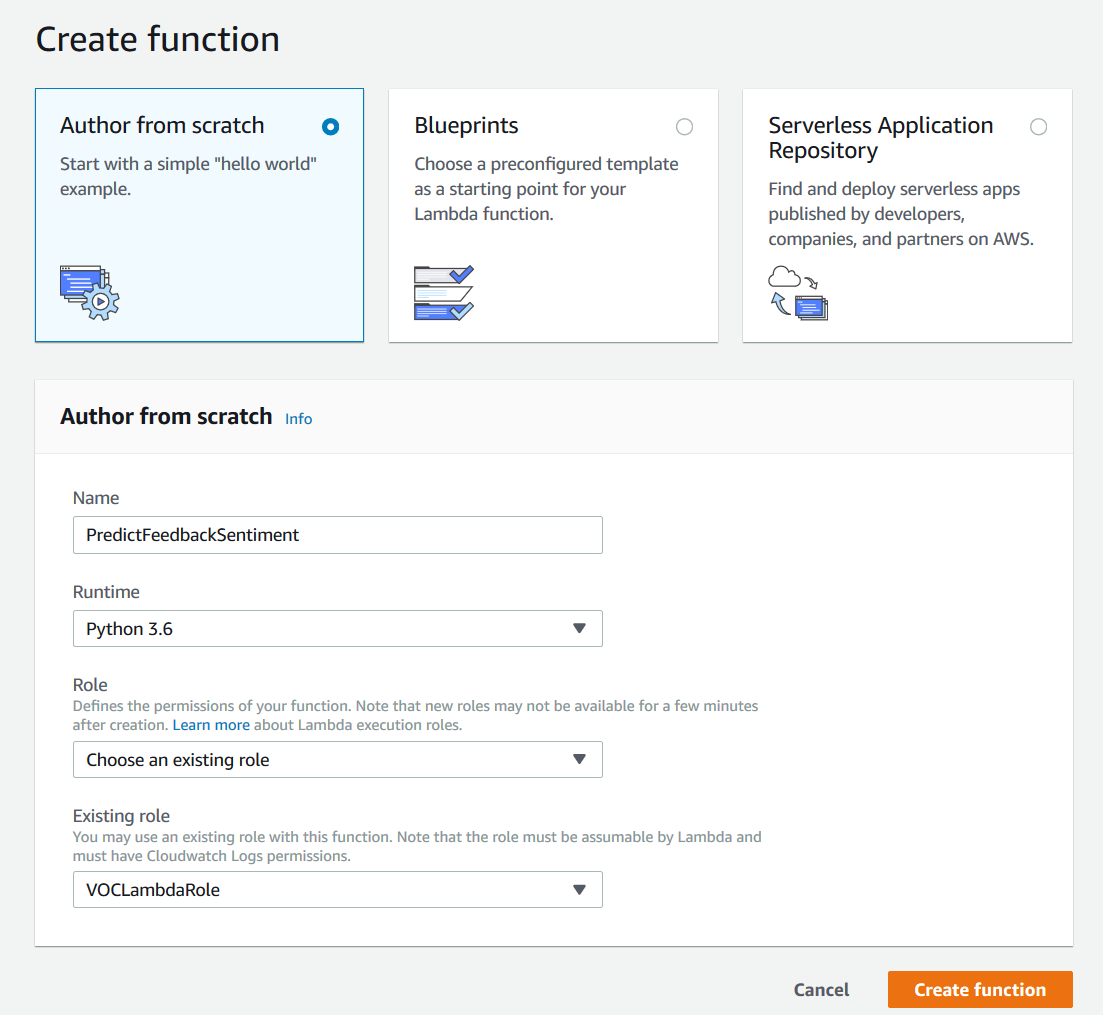 Create function
Author from scratch
Start with a simple "hello world"
example.
Blueprints
Choose a preconfigured template
as a starting point for your
Lambda function.
Serverless Application
Repository
Find and deploy serverless apps
published by developers,
companies, and partners on AWS.
Author from scratch Info
Name
PredictFeedbackSentiment
Runtime
Python 3.6
Role
Defines the permissions of your function. Note that new roles may not be available for a few minutes
after creation. Learn more about Lambda execution roles.
Choose an existing role
Existing role
You may use an existing role with this function. Note that the role must be assumable by Lambda and
must have Cloudwatch Logs permissions.
VOCLambdaRole
Cancel Create function